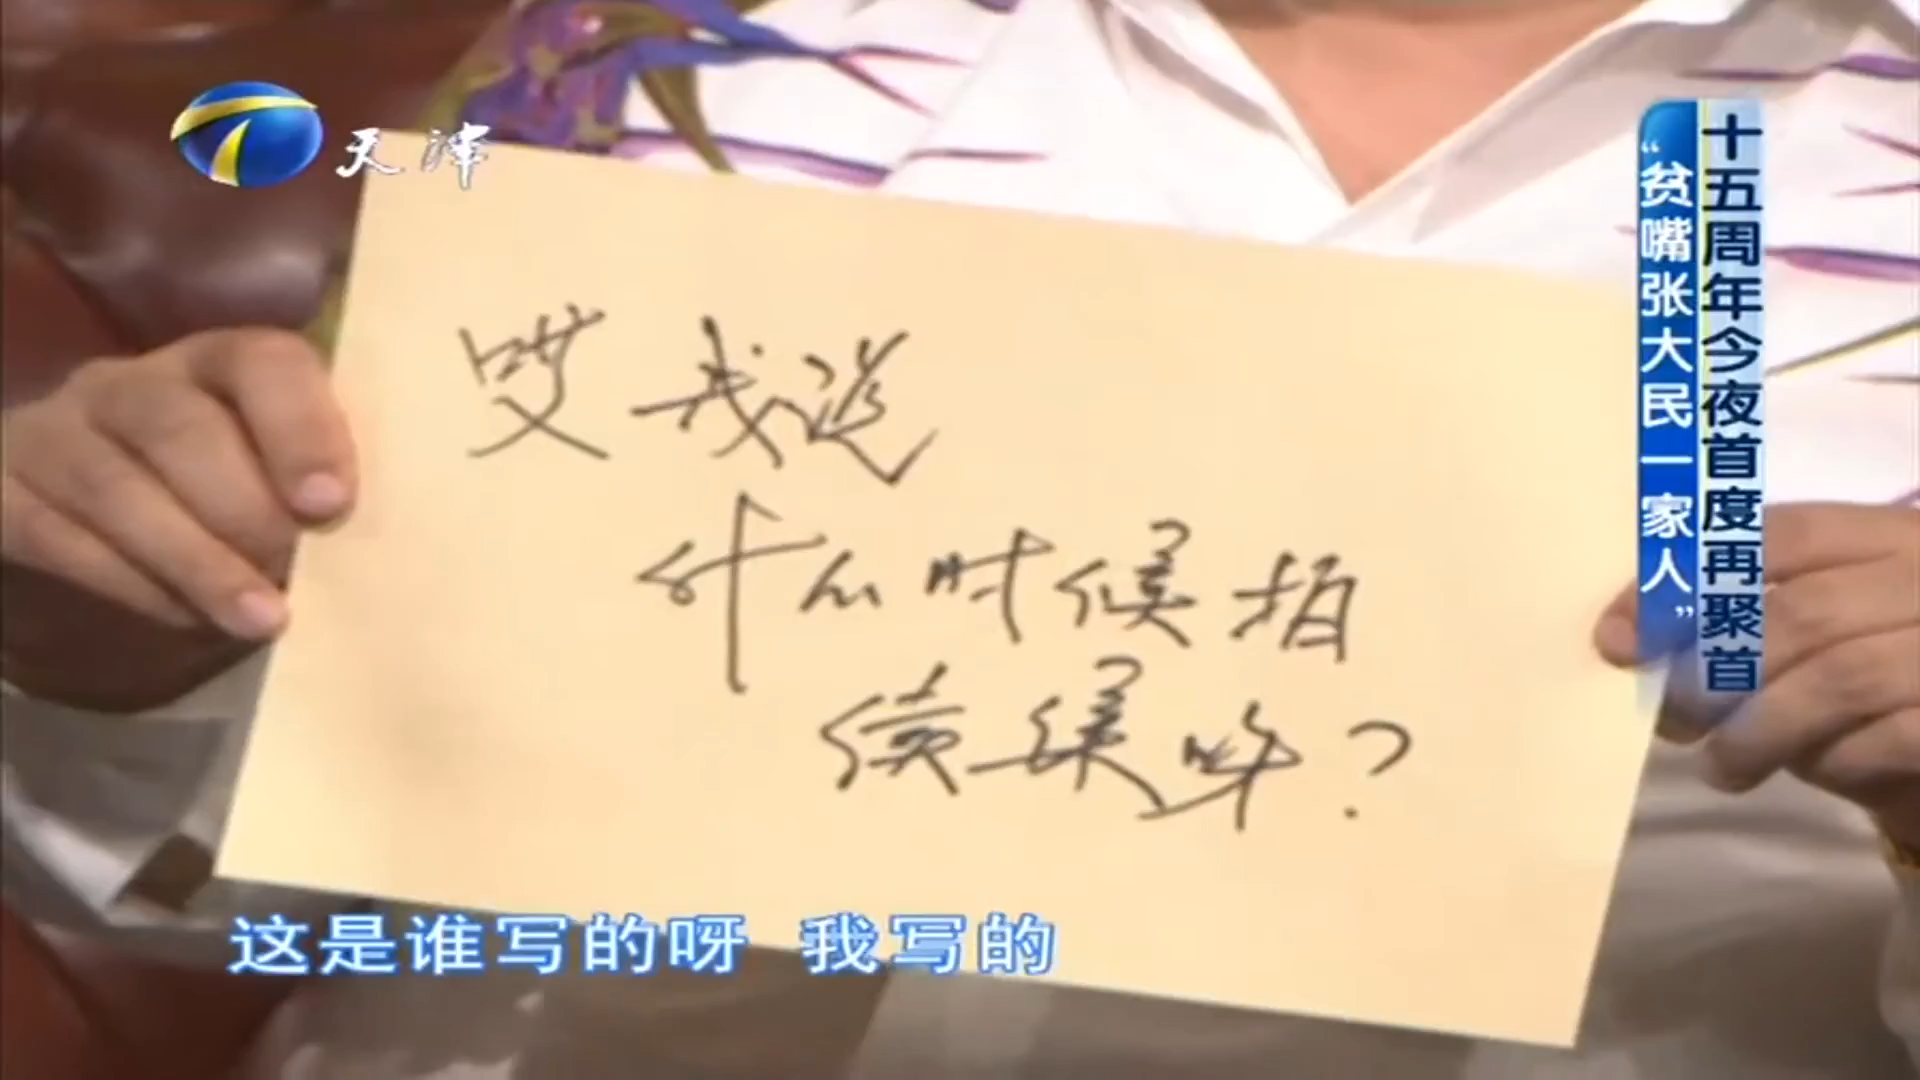 天津
十五周年今夜首度再聚首
“贫嘴张大民一家人”
哎我说
什么时候拍
续集呀?
这是谁写的呀 我写的